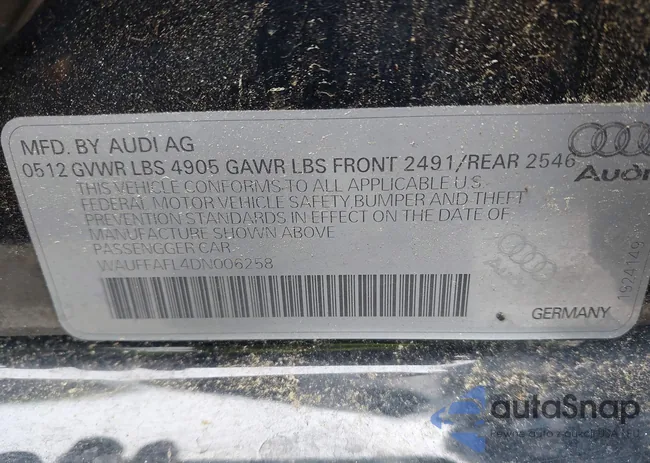 MFD. BY AUDI AG
0512 GVWR LBS 4905 GAWR LBS FRONT 2491/REAR 2546
THIS VEHICLE CONFORMS TO ALL APPLICABLE U.S
FEDERAL MOTOR VEHICLE SAFETY,BUMPER AND THEFT
PREVENTION STANDARDS IN EFFECT ON THE DATE OF
MANUFACTURE SHOWN ABOVE
PASSENGGER CAR
WAUFFAFL4DN006258
Audi
Audi
1524149
GERMANY
autoSnap